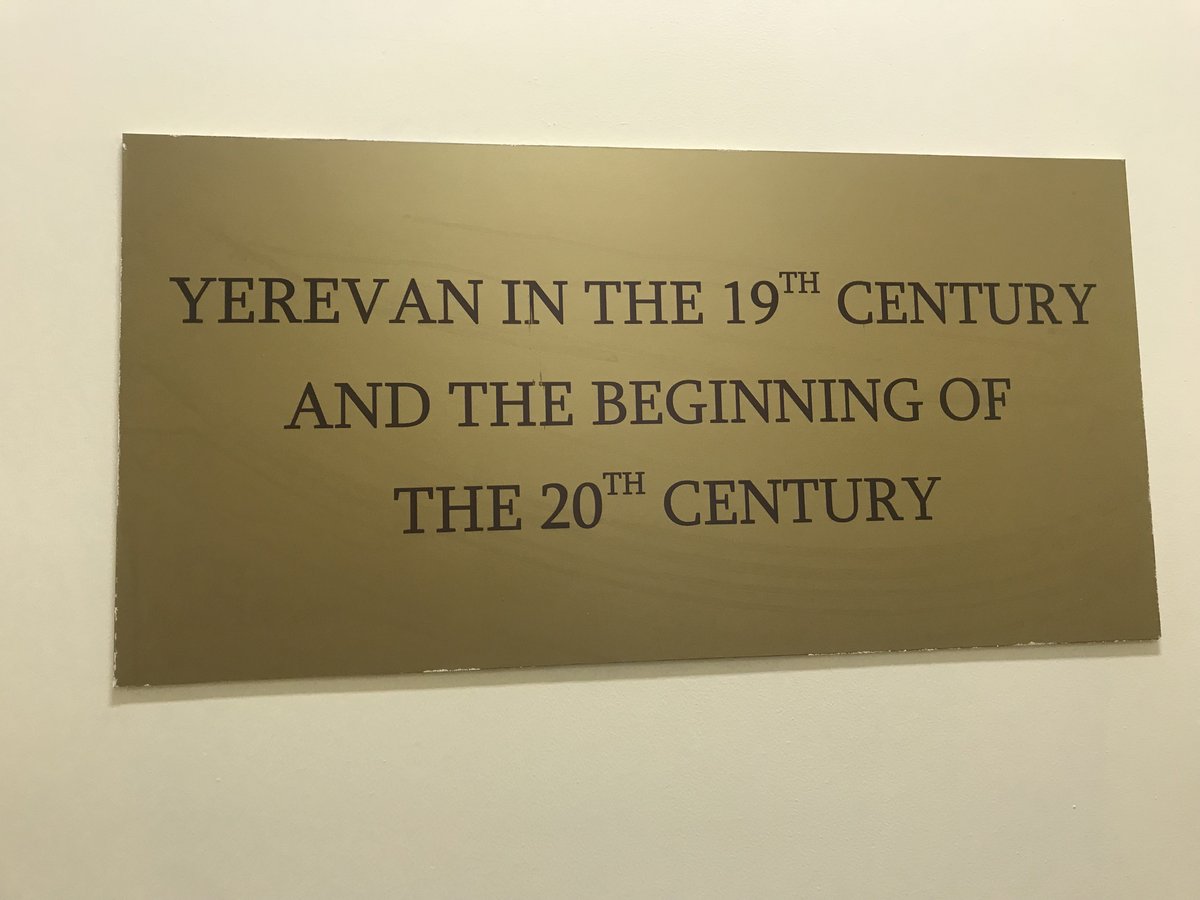 YEREVAN IN THE 19TH CENTURY
AND THE BEGINNING OF
THE 20TH CENTURY